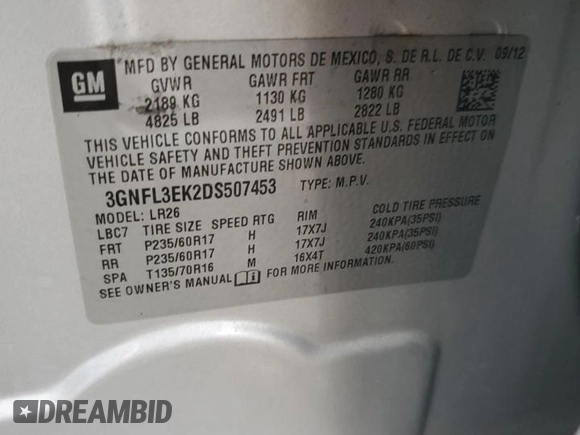 GM
MFD BY GENERAL MOTORS DE MEXICO, S. DE R.L. DE C.V. 09/12
GVWR GAWR FRT GAWR RR
2189 KG 1130 KG 1280 KG
4825 LB 2491 LB 2822 LB
THIS VEHICLE CONFORMS TO ALL APPLICABLE U.S. FEDERAL MOTOR
VEHICLE SAFETY AND THEFT PREVENTION STANDARDS IN EFFECT ON
THE DATE OF MANUFACTURE SHOWN ABOVE.
3GNFL3EK2DS507453 TYPE: M.P.V.
MODEL: LR26
LBC7 TIRE SIZE SPEED RTG RIM COLD TIRE PRESSURE
FRT P235/60R17 H 17X7J 240KPA(35PSI)
RR P235/60R17 H 17X7J 240KPA(35PSI)
SPA T135/70R16 M 16X4T 420KPA(60PSI)
SEE OWNER'S MANUAL FOR MORE INFORMATION.
DREAMBID